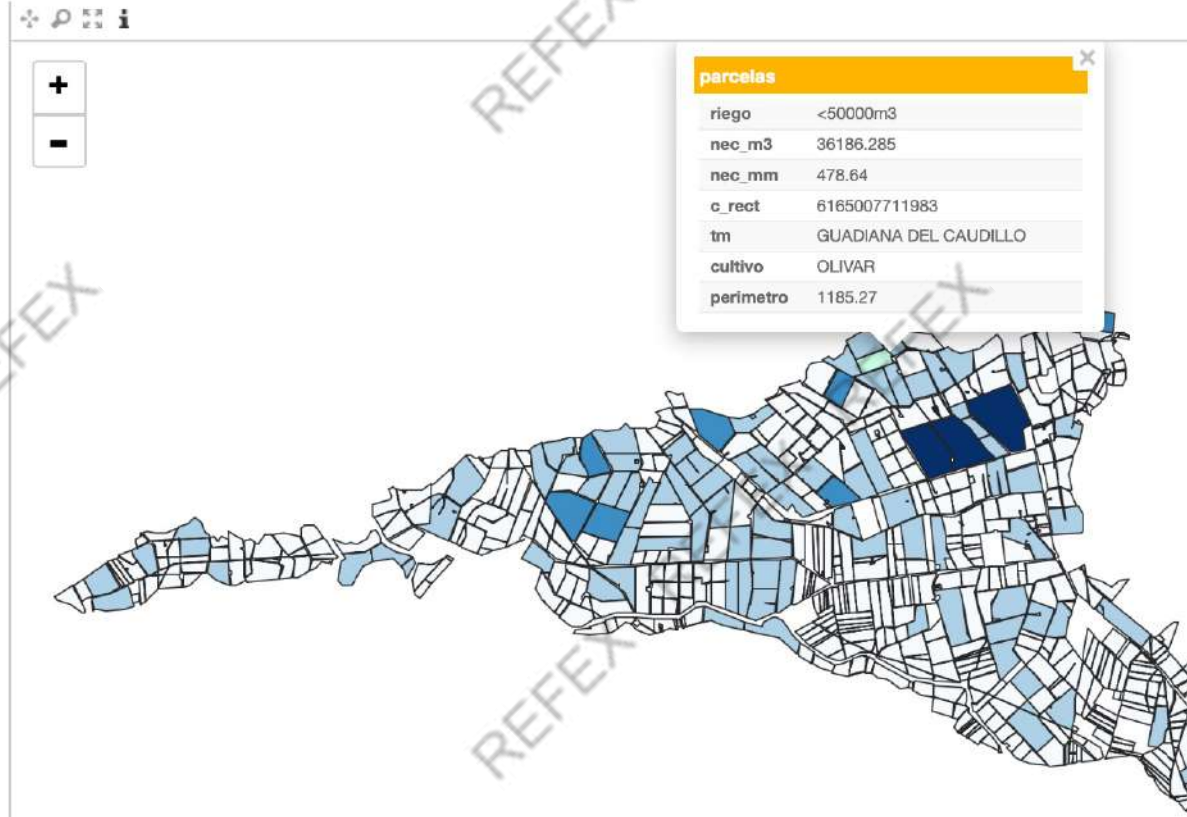 i
+
-
parcelas ×
riego <50000m3
nec_m3 36186.285
nec_mm 478.64
c_rect 6165007711983
tm GUADIANA DEL CAUDILLO
cultivo OLIVAR
perimetro 1185.27
REFEX
REFEX
REFEX
REFEX
REFEX